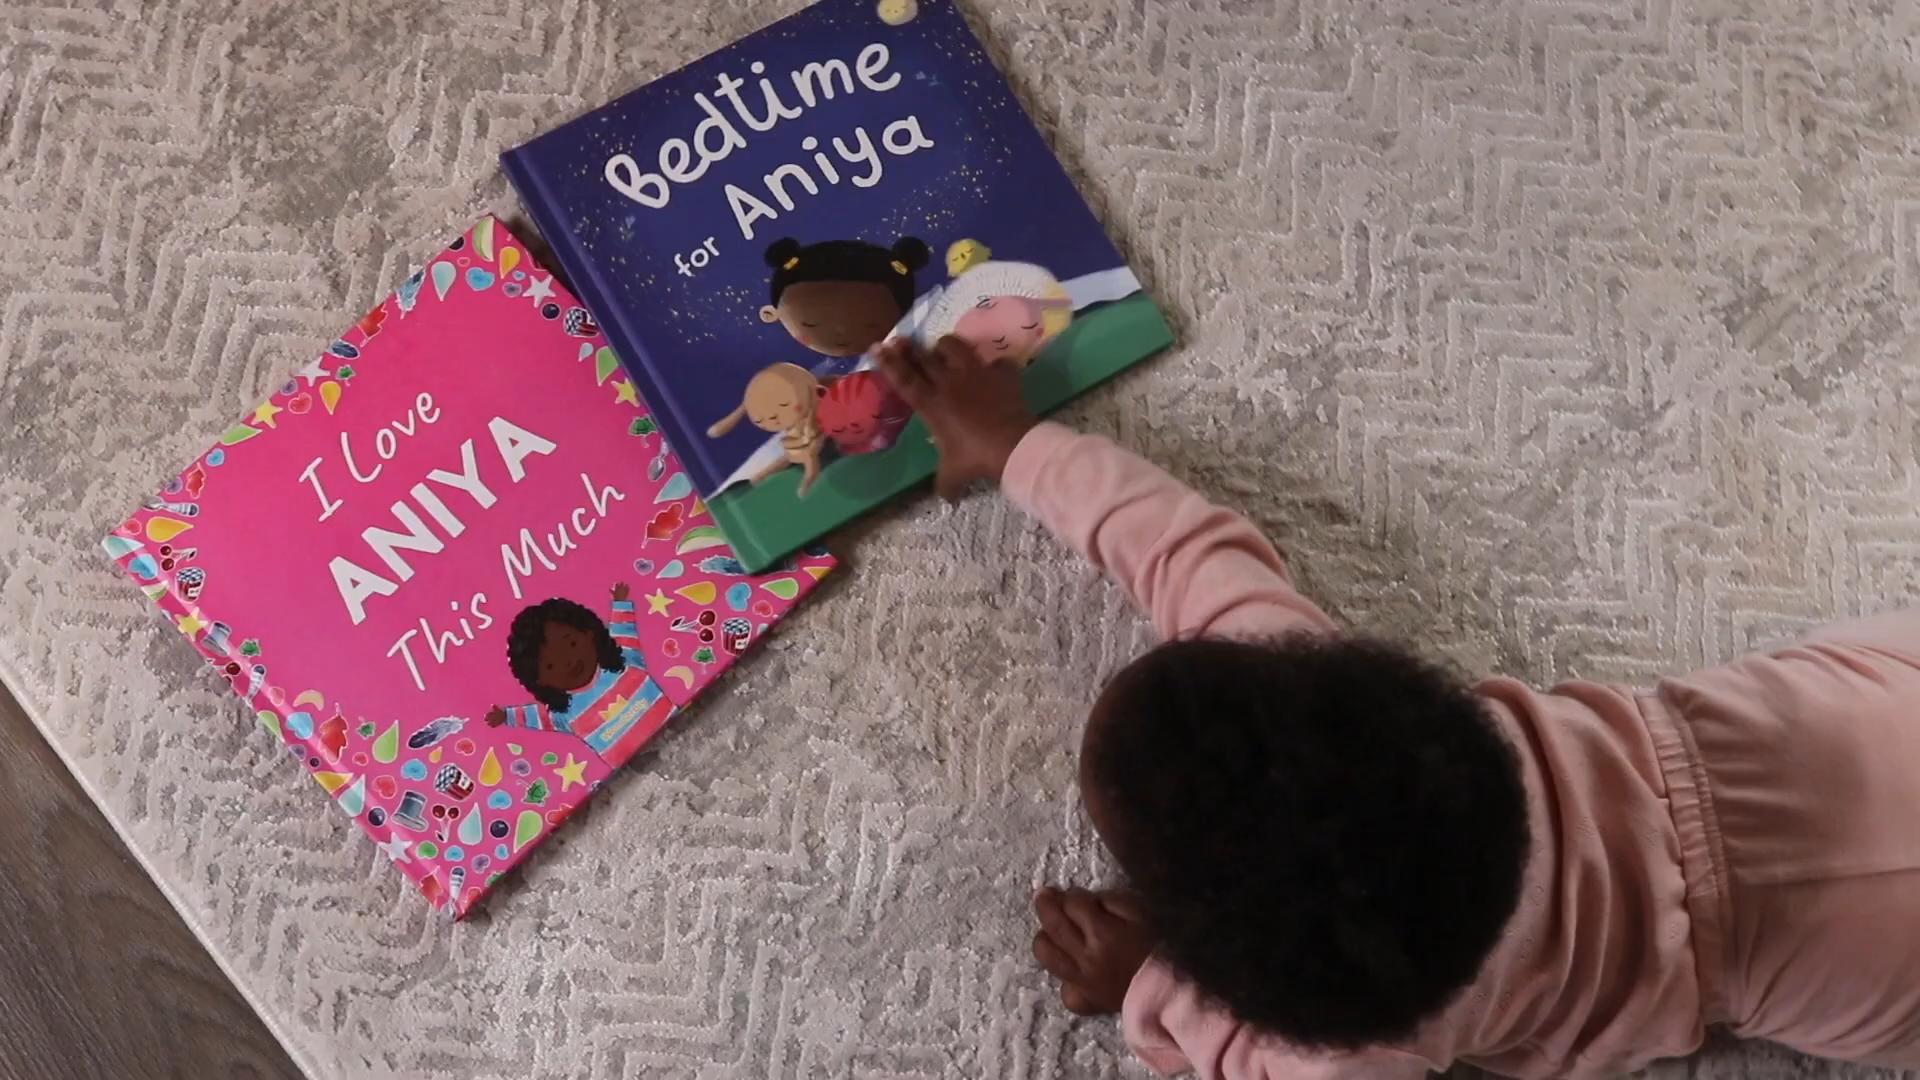 Bedtime
for Aniya
I Love
ANIYA
This Much